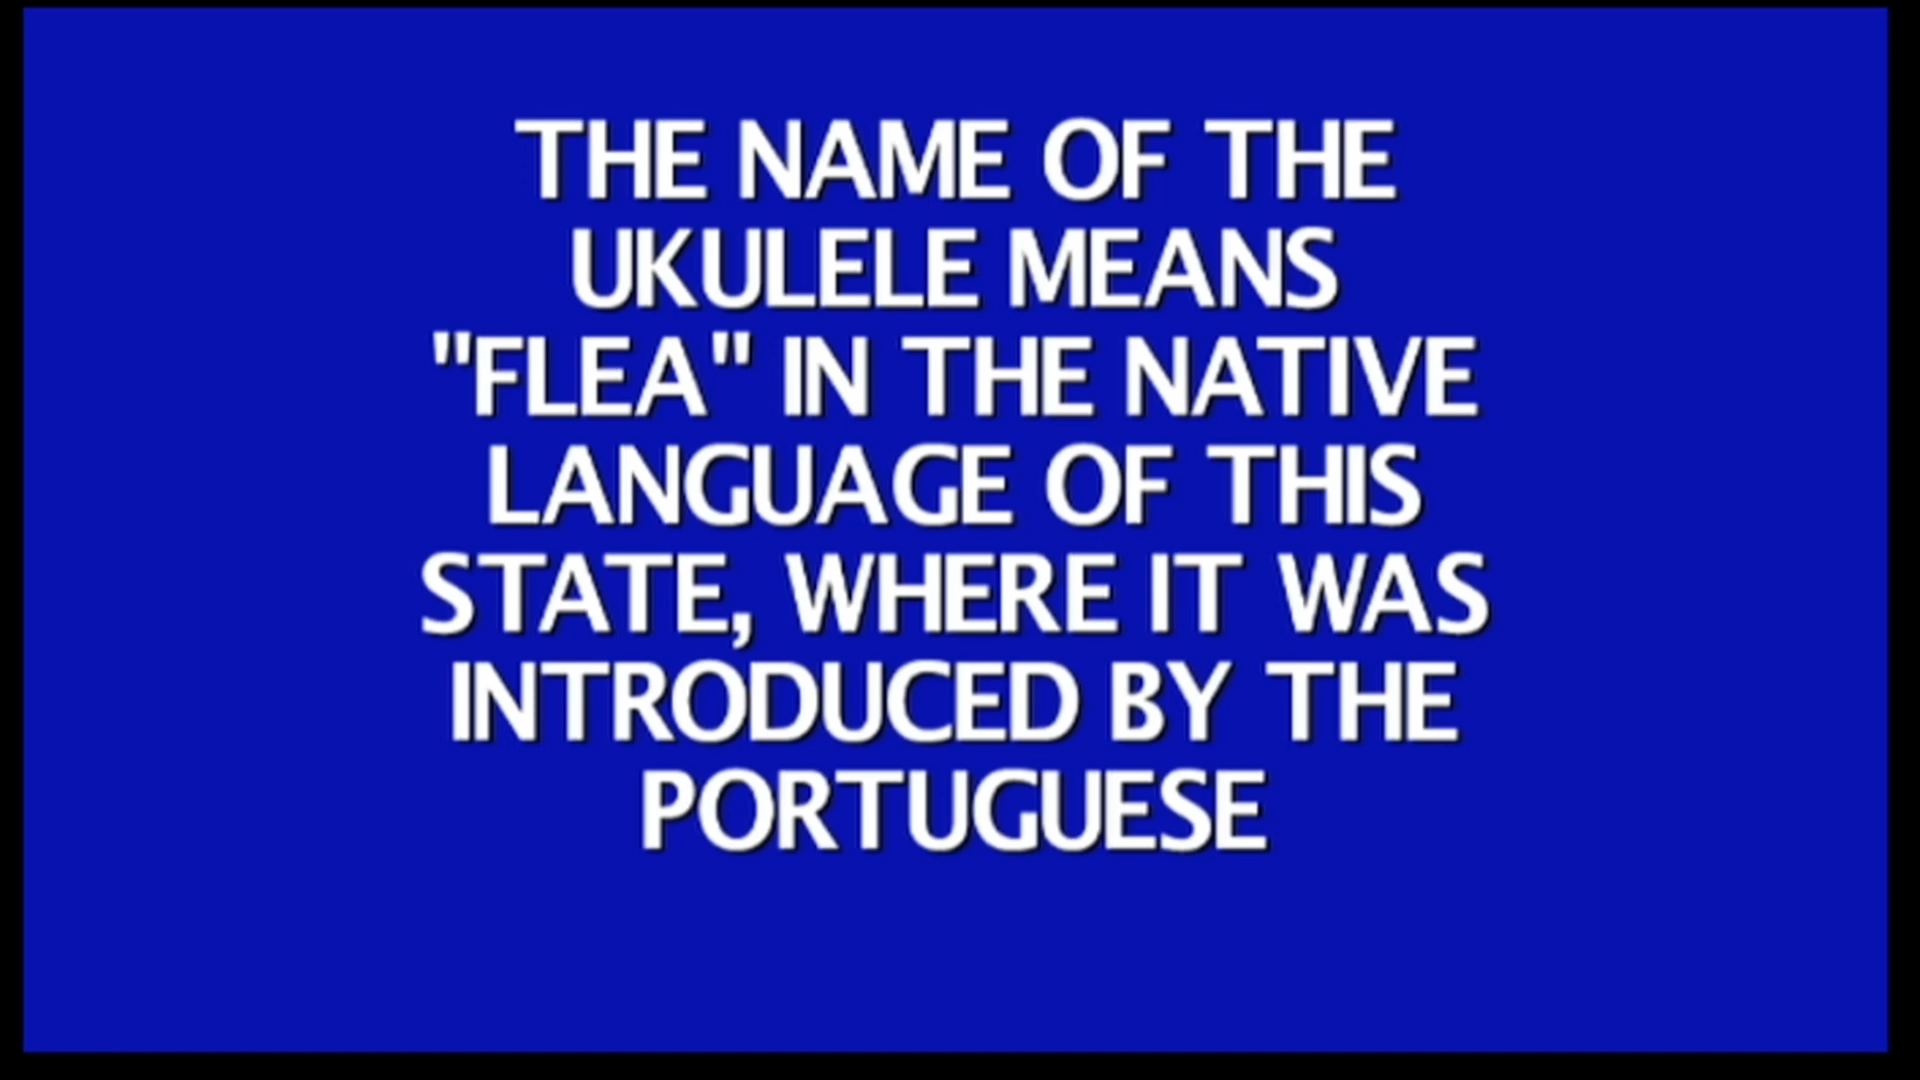 THE NAME OF THE
UKULELE MEANS
"FLEA" IN THE NATIVE
LANGUAGE OF THIS
STATE, WHERE IT WAS
INTRODUCED BY THE
PORTUGUESE